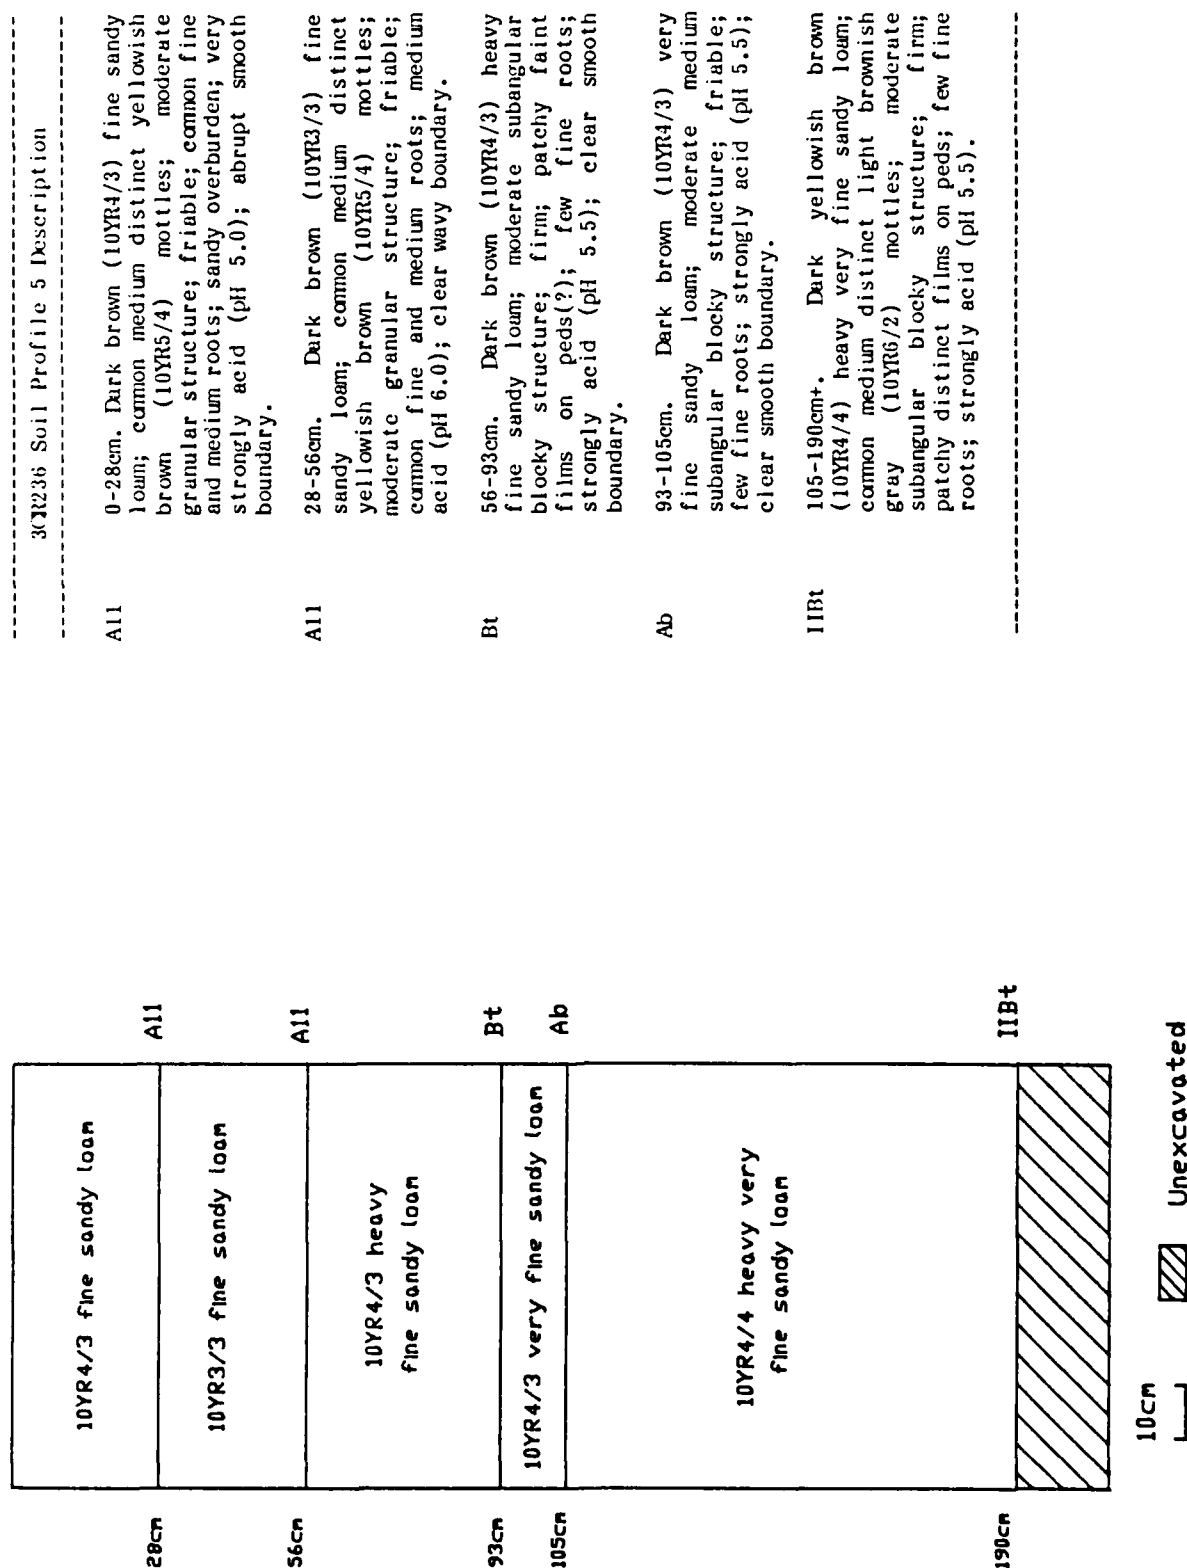 10YR4/3 fine sandy loam
28cm
A11
10YR3/3 fine sandy loam
56cm
A11
10YR4/3 heavy
fine sandy loam
93cm
Bt
10YR4/3 very fine sandy loam
105cm
Ab
10YR4/4 heavy very
fine sandy loam
190cm
IIBt
10cm
Unexcavated
3CR236 Soil Profile 5 Description
A11 0-28cm. Dark brown (10YR4/3) fine sandy
loam; common medium distinct yellowish
brown (10YR5/4) mottles; moderate
granular structure; friable; common fine
and medium roots; sandy overburden; very
strongly acid (pH 5.0); abrupt smooth
boundary.
A11 28-56cm. Dark brown (10YR3/3) fine
sandy loam; common medium distinct
yellowish brown (10YR5/4) mottles;
moderate granular structure; friable;
common fine and medium roots; medium
acid (pH 6.0); clear wavy boundary.
Bt 56-93cm. Dark brown (10YR4/3) heavy
fine sandy loam; moderate subangular
blocky structure; firm; patchy faint
films on peds(?); few fine roots;
strongly acid (pH 5.5); clear smooth
boundary.
Ab 93-105cm. Dark brown (10YR4/3) very
fine sandy loam; moderate medium
subangular blocky structure; friable;
few fine roots; strongly acid (pH 5.5);
clear smooth boundary.
IIBt 105-190cm+. Dark yellowish brown
(10YR4/4) heavy very fine sandy loam;
common medium distinct light brownish
gray (10YR6/2) mottles; moderate
subangular blocky structure; firm;
patchy distinct films on peds; few fine
roots; strongly acid (pH 5.5).